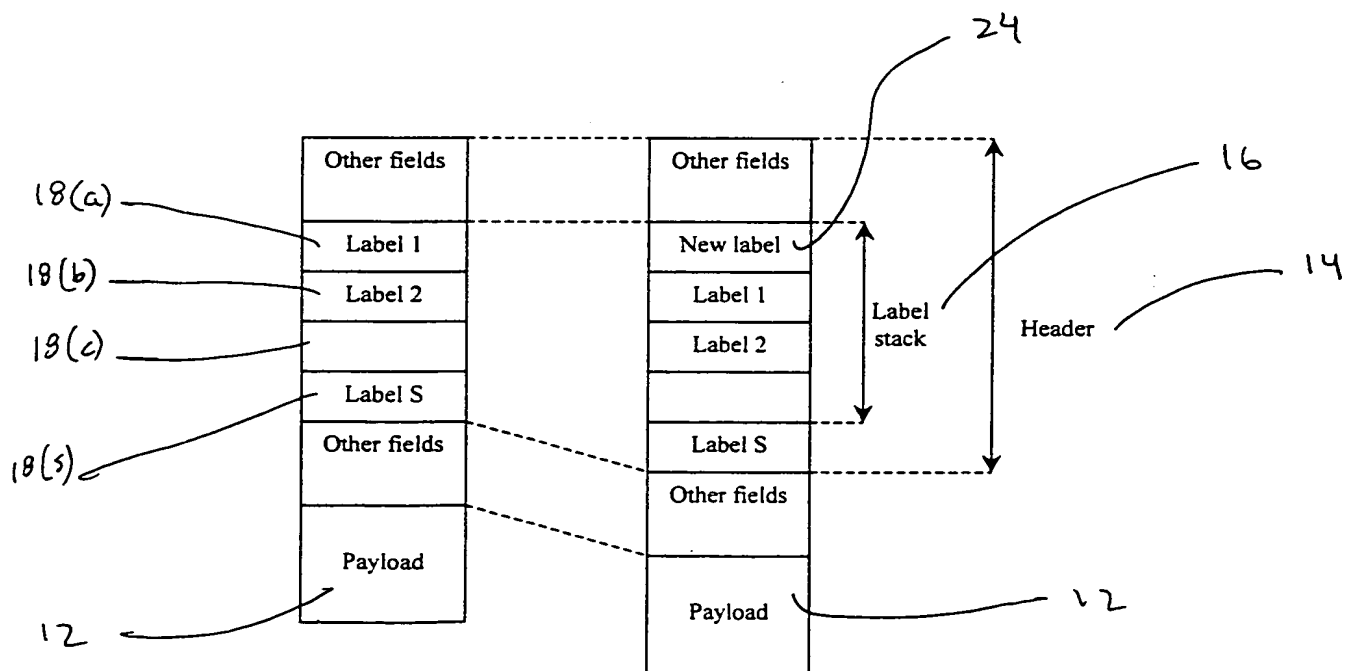 24
Other fields
Other fields
16
18(a)
Label 1
New label
14
18(b)
Label 2
Label 1
Label
stack
Header
18(c)
Label 2
18(s)
Label S
Label S
Other fields
Other fields
Payload
12
Payload
12